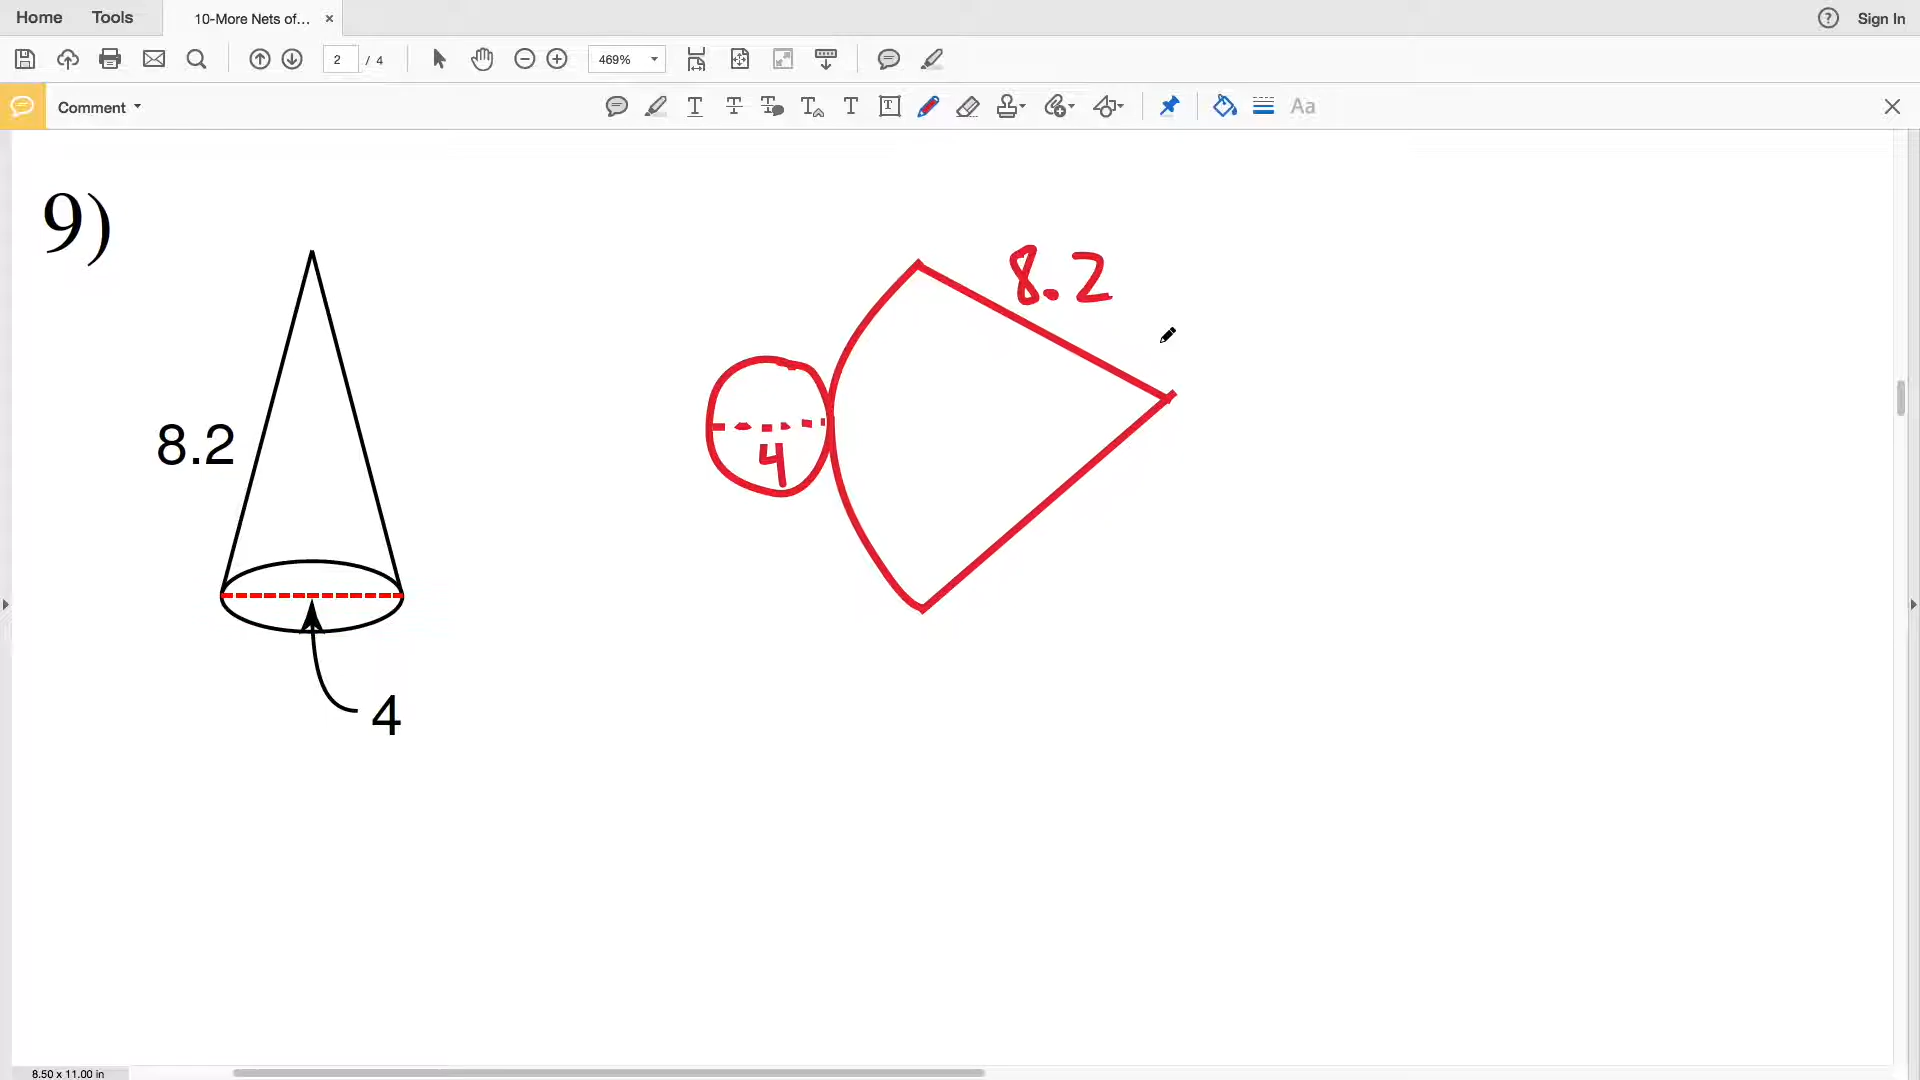 Home Tools 10-More Nets of... × ? Sign In
2 / 4 469%
Comment T T T T T T Aa
9)
8.2
8.2
4
4
8.50 x 11.00 in